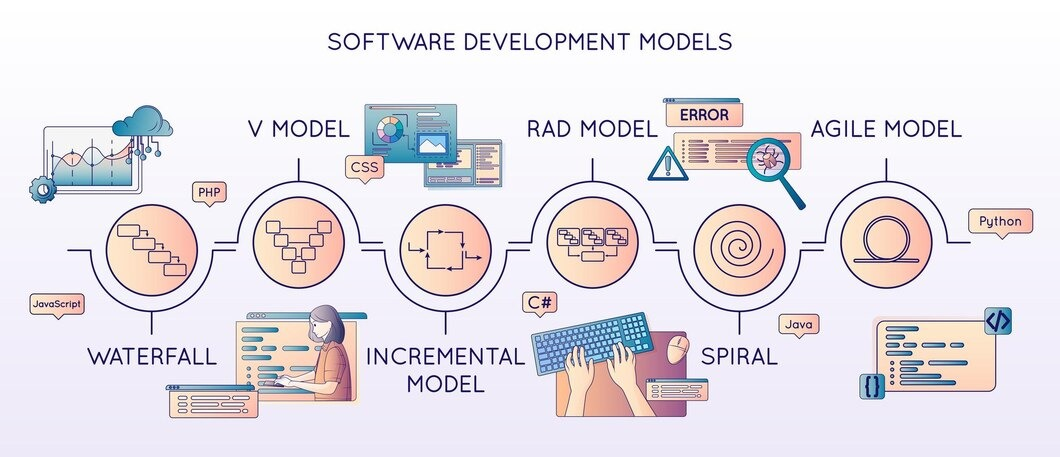 SOFTWARE DEVELOPMENT MODELS
V MODEL
CSS
RAD MODEL
ERROR
AGILE MODEL
PHP
Python
JavaScript
C#
Java
</>
{}
WATERFALL
INCREMENTAL
MODEL
SPIRAL